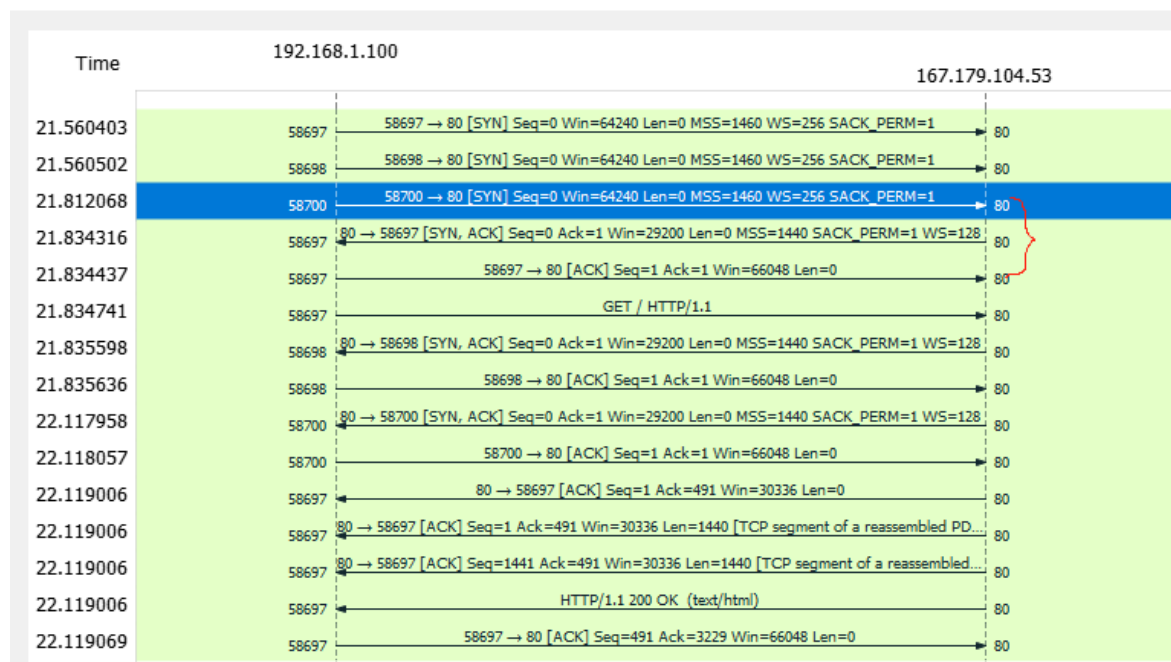 Time 192.168.1.100 167.179.104.53
21.560403 58697 58697 → 80 [SYN] Seq=0 Win=64240 Len=0 MSS=1460 WS=256 SACK_PERM=1 80
21.560502 58698 58698 → 80 [SYN] Seq=0 Win=64240 Len=0 MSS=1460 WS=256 SACK_PERM=1 80
21.812068 58700 58700 → 80 [SYN] Seq=0 Win=64240 Len=0 MSS=1460 WS=256 SACK_PERM=1 80
21.834316 58697 80 → 58697 [SYN, ACK] Seq=0 Ack=1 Win=29200 Len=0 MSS=1440 SACK_PERM=1 WS=128 80
21.834437 58697 58697 → 80 [ACK] Seq=1 Ack=1 Win=66048 Len=0 80
21.834741 58697 GET / HTTP/1.1 80
21.835598 58698 80 → 58698 [SYN, ACK] Seq=0 Ack=1 Win=29200 Len=0 MSS=1440 SACK_PERM=1 WS=128 80
21.835636 58698 58698 → 80 [ACK] Seq=1 Ack=1 Win=66048 Len=0 80
22.117958 58700 80 → 58700 [SYN, ACK] Seq=0 Ack=1 Win=29200 Len=0 MSS=1440 SACK_PERM=1 WS=128 80
22.118057 58700 58700 → 80 [ACK] Seq=1 Ack=1 Win=66048 Len=0 80
22.119006 58697 80 → 58697 [ACK] Seq=1 Ack=491 Win=30336 Len=0 80
22.119006 58697 80 → 58697 [ACK] Seq=1 Ack=491 Win=30336 Len=1440 [TCP segment of a reassembled PD... 80
22.119006 58697 80 → 58697 [ACK] Seq=1441 Ack=491 Win=30336 Len=1440 [TCP segment of a reassembled... 80
22.119006 58697 HTTP/1.1 200 OK (text/html) 80
22.119069 58697 58697 → 80 [ACK] Seq=491 Ack=3229 Win=66048 Len=0 80